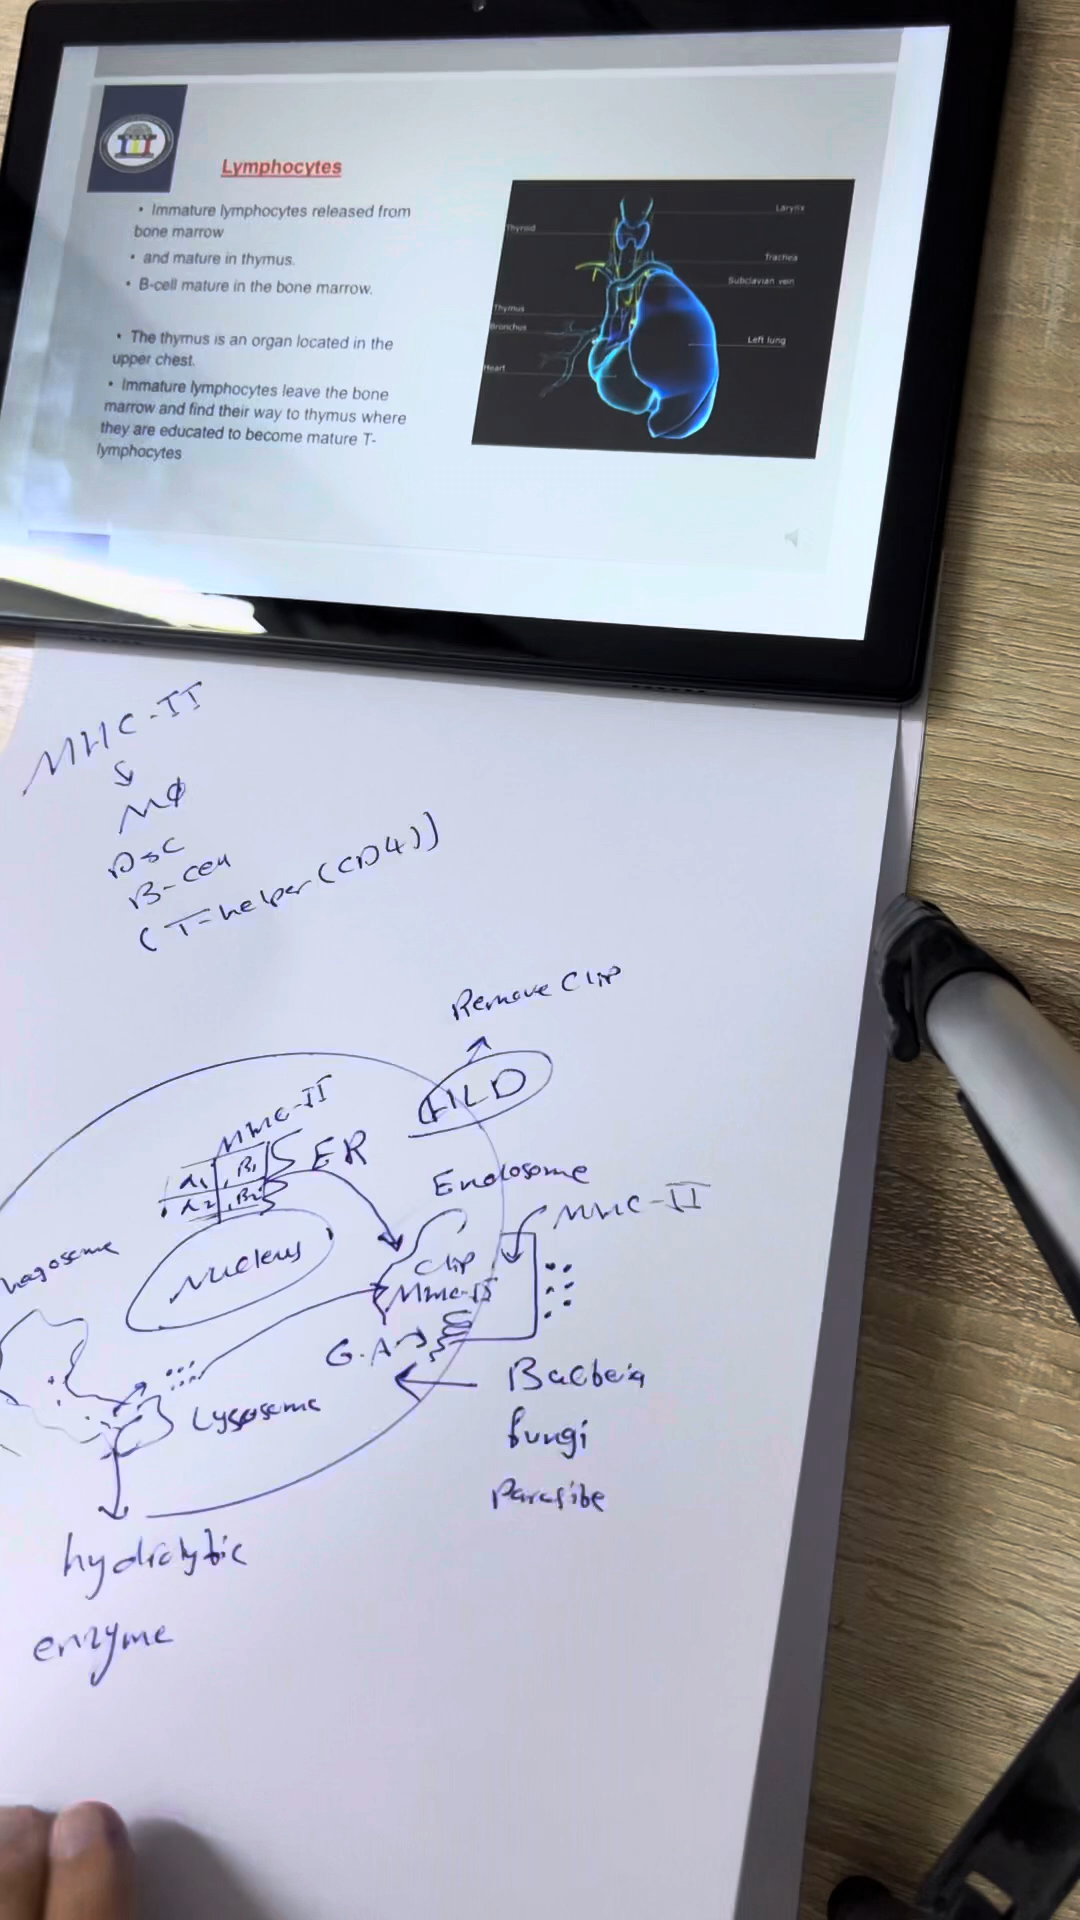 Lymphocytes
• Immature lymphocytes released from
bone marrow
• and mature in thymus.
• B-cell mature in the bone marrow.
• The thymus is an organ located in the
upper chest.
• Immature lymphocytes leave the bone
marrow and find their way to thymus where
they are educated to become mature T-
lymphocytes
Larynx
Thyroid
Trachea
Subclavian vein
Thymus
Bronchus
Left lung
Heart
MHC-II
MΦ
B-cell
(T-helper (CD4))
Remove Clip
HLD
MHC-II
α1, B1
α2, B2
ER
Endosome
MHC-II
Nucleus
hagosome
Clip
MHC-II
G.A
Lysosome
Bacteria
fungi
Parasite
hydrolytic
enzyme